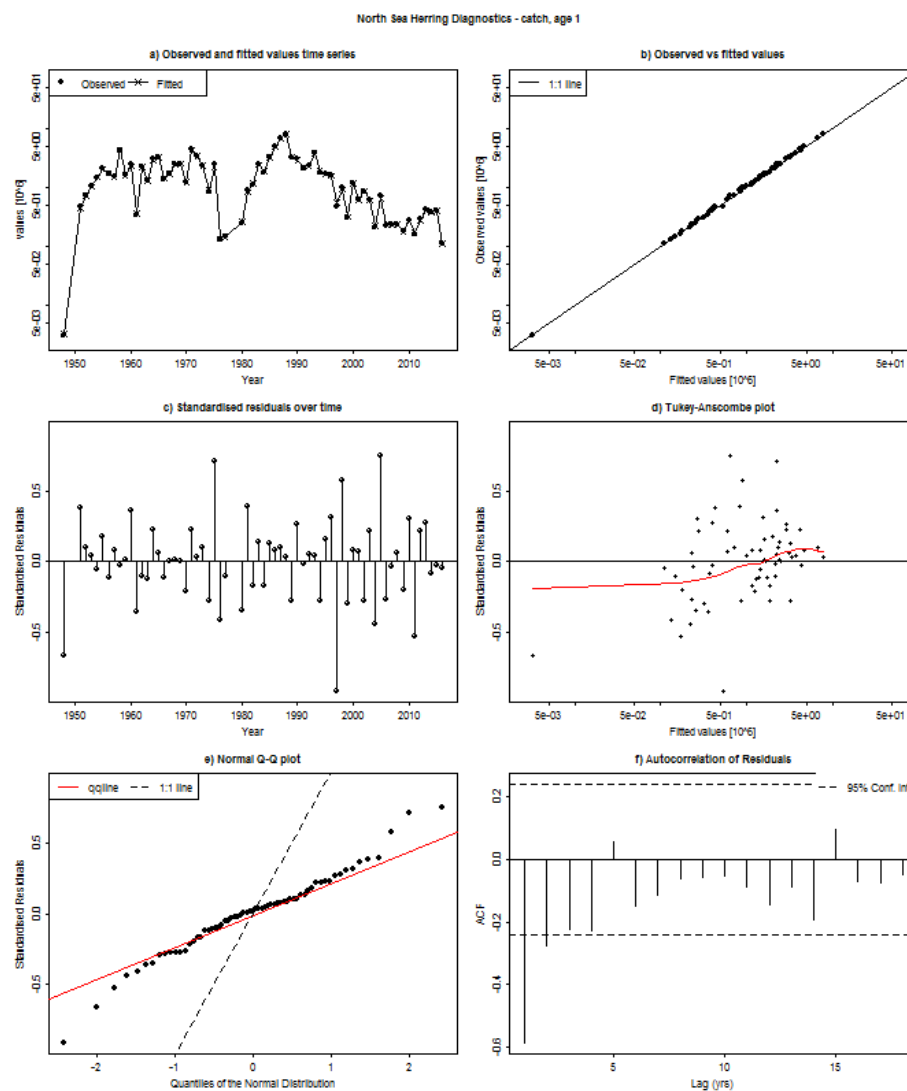 North Sea Herring Diagnostics - catch, age 1
a) Observed and fitted values time series
Observed Fitted
values [10^6]
5e+01
5e+00
5e-01
5e-02
5e-03
1950 1960 1970 1980 1990 2000 2010
Year
b) Observed vs fitted values
1:1 line
Observed values [10^6]
5e+01
5e+00
5e-01
5e-02
5e-03
5e-03 5e-02 5e-01 5e+00 5e+01
Fitted values [10^6]
c) Standardised residuals over time
Standardised Residuals
0.5
0.0
-0.5
1950 1960 1970 1980 1990 2000 2010
Year
d) Tukey-Anscombe plot
Standardised Residuals
0.5
0.0
-0.5
5e-03 5e-02 5e-01 5e+00 5e+01
Fitted values [10^6]
e) Normal Q-Q plot
qqline 1:1 line
Standardised Residuals
0.5
0.0
-0.5
-2 -1 0 1 2
Quantiles of the Normal Distribution
f) Autocorrelation of Residuals
95% Conf. Int
ACF
0.2
0.0
-0.2
-0.4
-0.6
5 10 15
Lag (yrs)